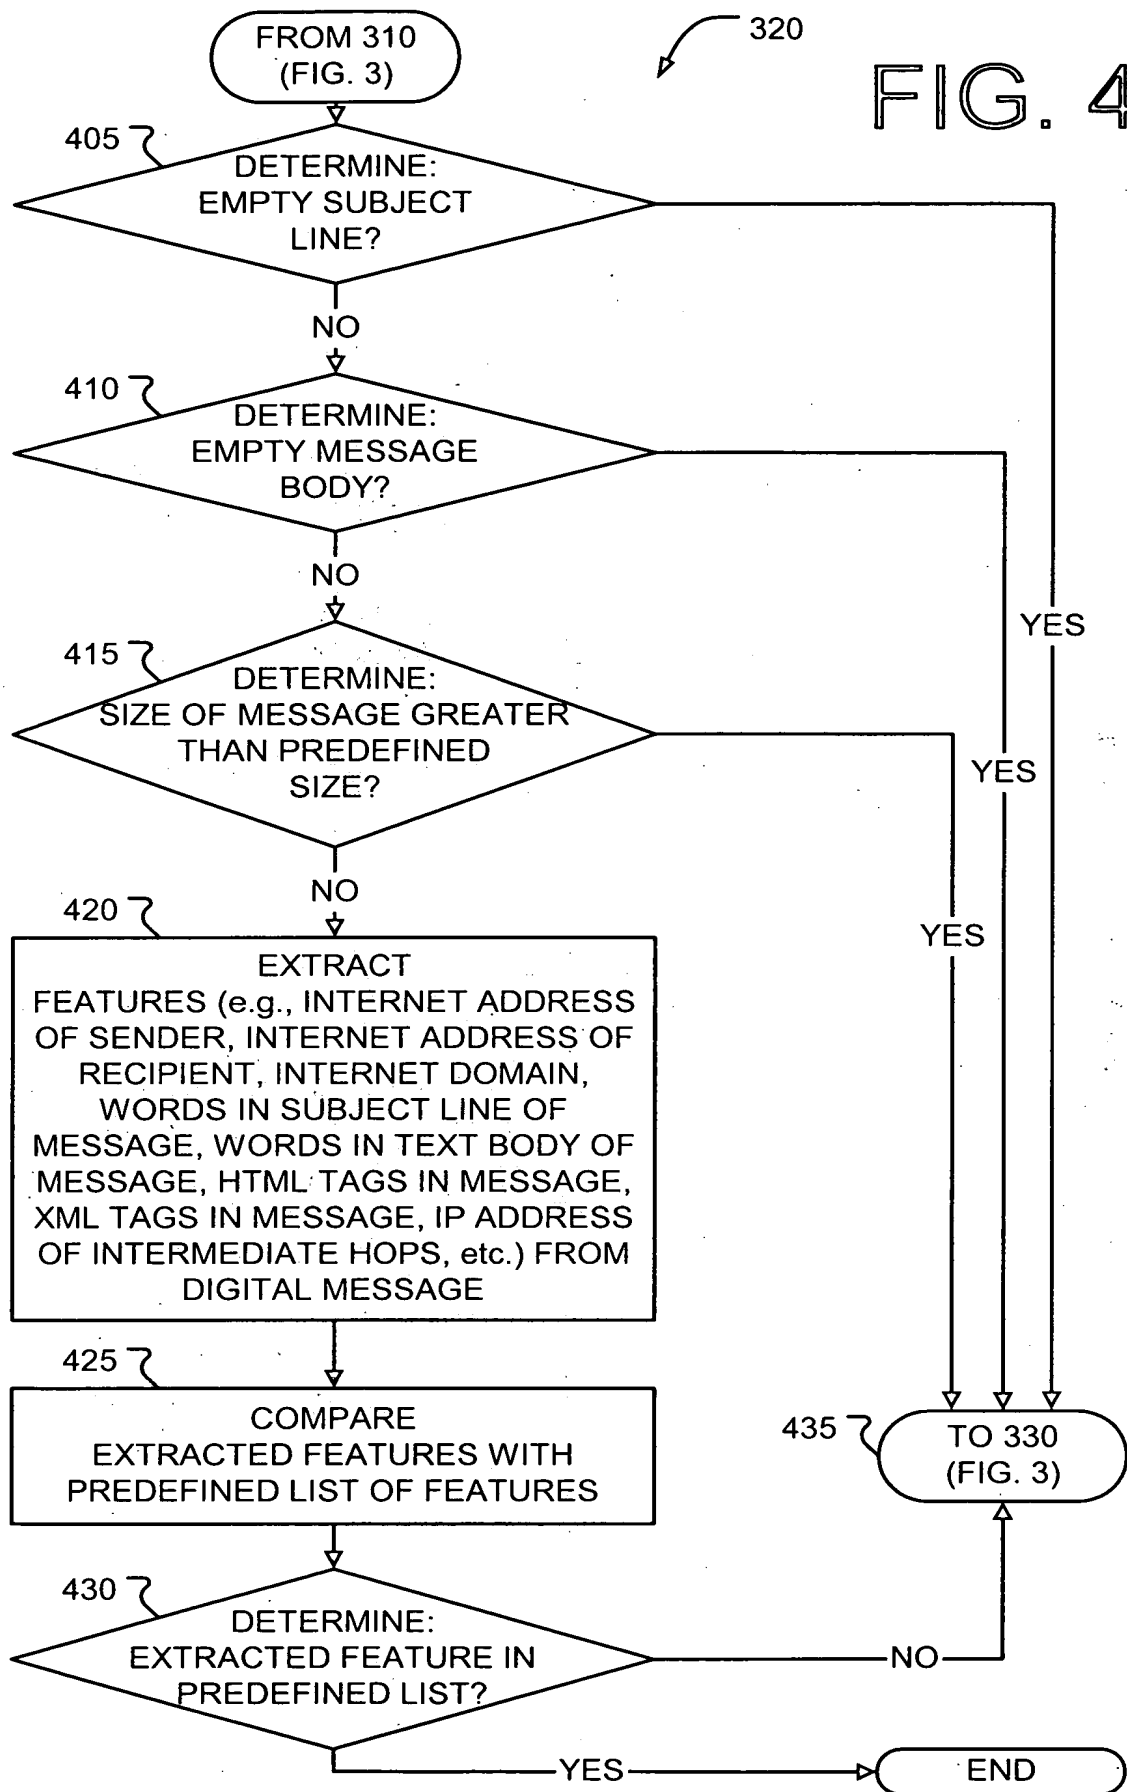 FROM 310
(FIG. 3)
320
FIG. 4
405
DETERMINE:
EMPTY SUBJECT
LINE?
NO
410
DETERMINE:
EMPTY MESSAGE
BODY?
NO
YES
415
DETERMINE:
SIZE OF MESSAGE GREATER
THAN PREDEFINED
SIZE?
YES
NO
YES
420
EXTRACT
FEATURES (e.g., INTERNET ADDRESS
OF SENDER, INTERNET ADDRESS OF
RECIPIENT, INTERNET DOMAIN,
WORDS IN SUBJECT LINE OF
MESSAGE, WORDS IN TEXT BODY OF
MESSAGE, HTML TAGS IN MESSAGE,
XML TAGS IN MESSAGE, IP ADDRESS
OF INTERMEDIATE HOPS, etc.) FROM
DIGITAL MESSAGE
425
COMPARE
EXTRACTED FEATURES WITH
PREDEFINED LIST OF FEATURES
435
TO 330
(FIG. 3)
430
DETERMINE:
EXTRACTED FEATURE IN
PREDEFINED LIST?
NO
YES
END